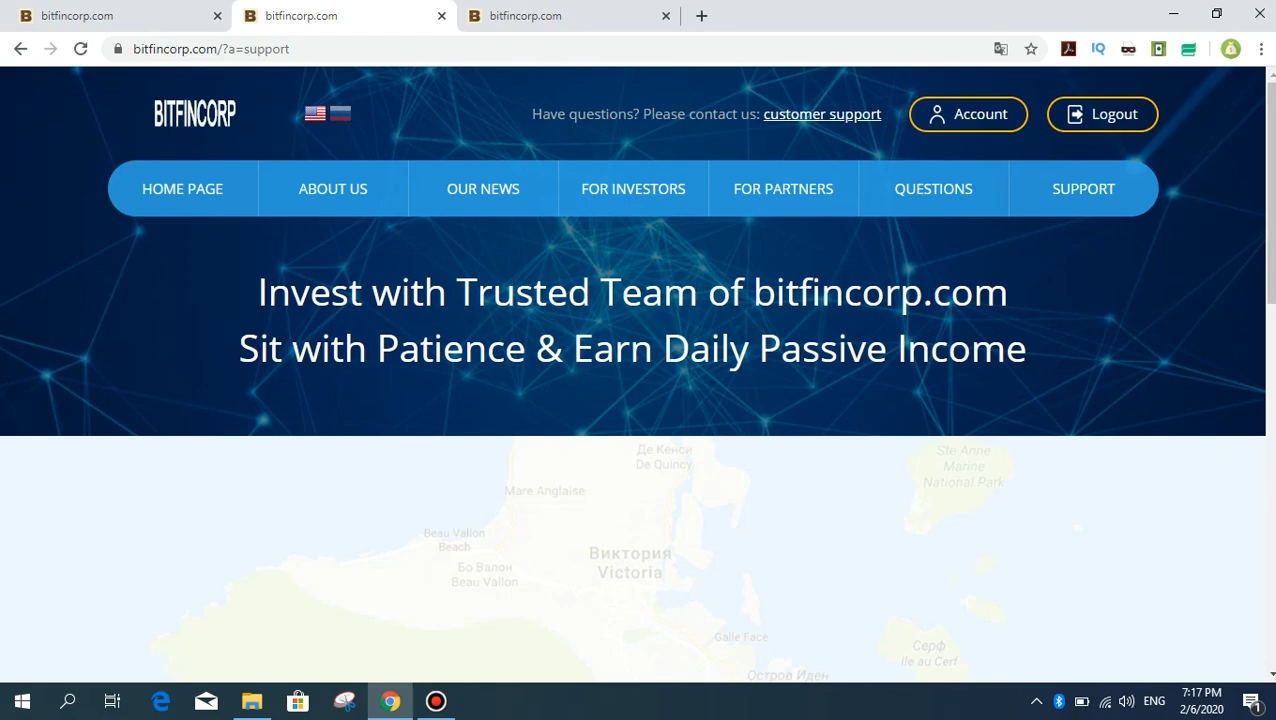 bitfincorp.com
bitfincorp.com
bitfincorp.com
bitfincorp.com/?a=support
IQ
BITFINCORP
Have questions? Please contact us: customer support
Account
Logout
HOME PAGE
ABOUT US
OUR NEWS
FOR INVESTORS
FOR PARTNERS
QUESTIONS
SUPPORT
Invest with Trusted Team of bitfincorp.com
Sit with Patience & Earn Daily Passive Income
Де Кенси
De Quincy
Ste Anne
Marine
National Park
Mare Anglaise
Beau Vallon
Beach
Бо Валон
Beau Vallon
Виктория
Victoria
Galle Face
Серф
Ile au Cerf
Остров Иден
ENG
7:17 PM
2/6/2020
1